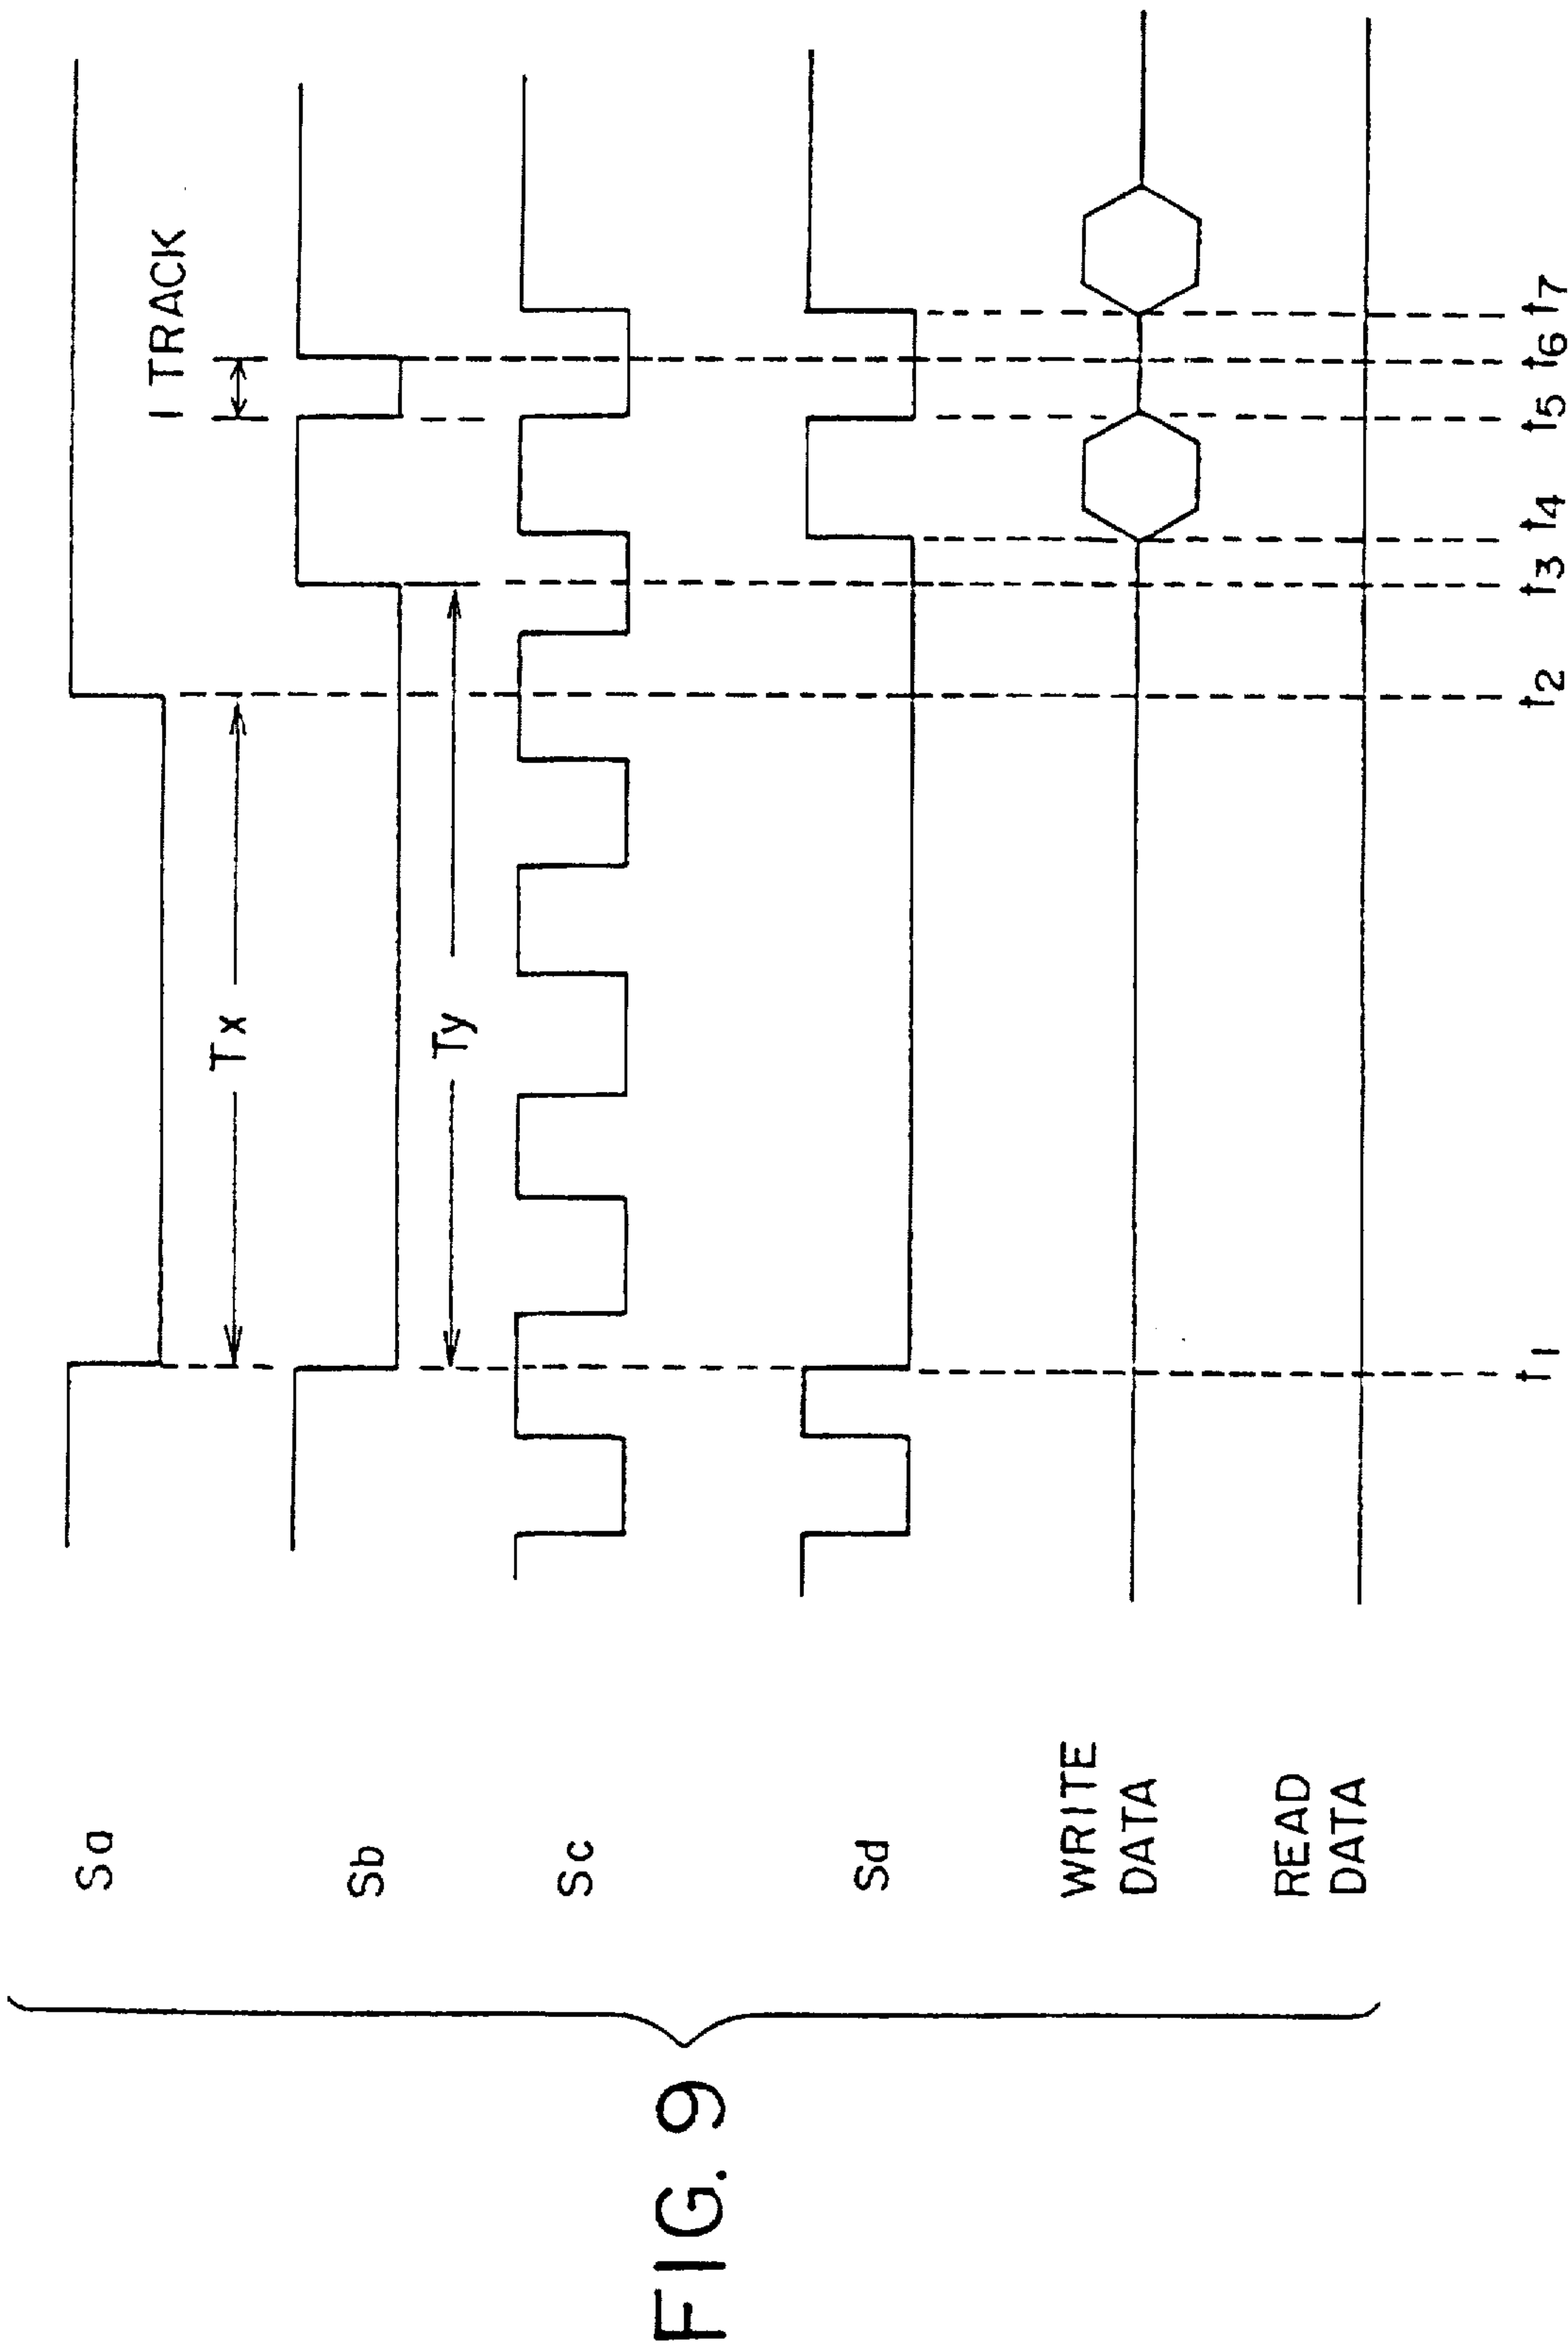 FIG. 9
Sa
Sb
Sc
Sd
WRITE
DATA
READ
DATA
Tx
Ty
1 TRACK
t1 t2 t3 t4 t5 t6 t7